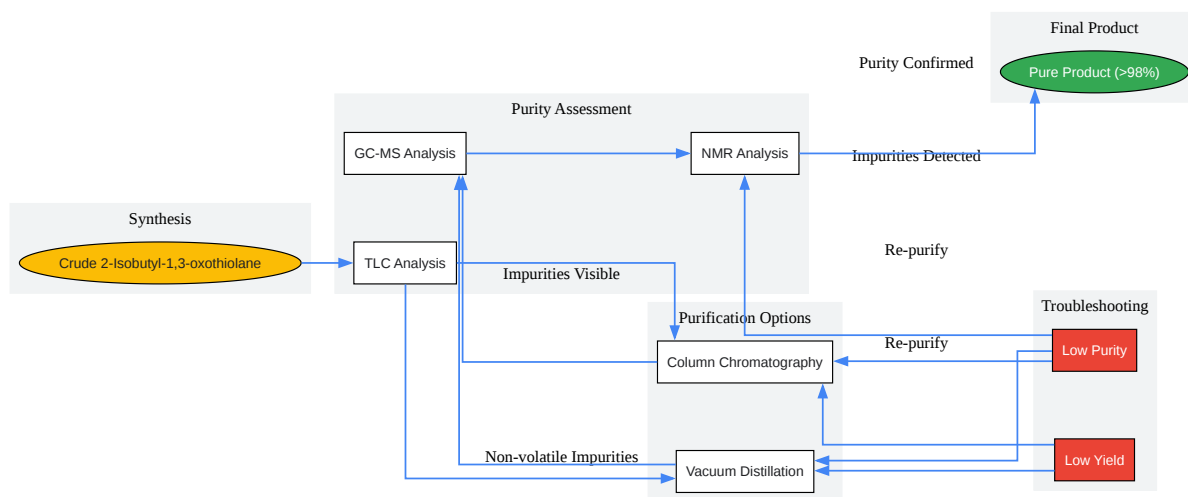 Final Product
Purity Confirmed
Pure Product (>98%)
Purity Assessment
GC-MS Analysis
NMR Analysis
Impurities Detected
Synthesis
Crude 2-Isobutyl-1,3-oxothiolane
TLC Analysis
Impurities Visible
Re-purify
Purification Options
Troubleshooting
Column Chromatography
Re-purify
Low Purity
Non-volatile Impurities
Vacuum Distillation
Low Yield